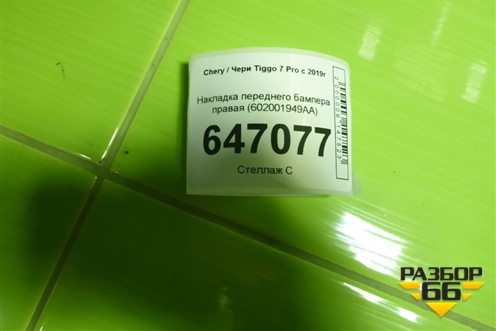 Chery / Чери Tiggo 7 Pro с 2019г
Накладка переднего бампера
правая (602001949AA)
647077
Стеллаж С
РАЗБОР
66